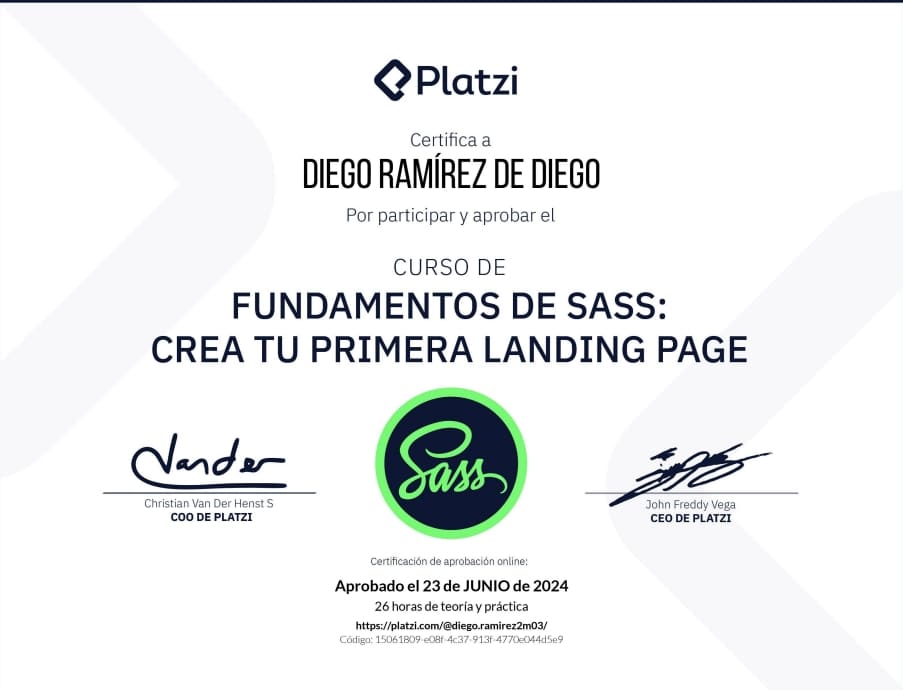 Platzi
Certifica a
DIEGO RAMÍREZ DE DIEGO
Por participar y aprobar el
CURSO DE
FUNDAMENTOS DE SASS:
CREA TU PRIMERA LANDING PAGE
Sass
Vander
Christian Van Der Henst S
COO DE PLATZI
John Freddy Vega
CEO DE PLATZI
Certificación de aprobación online:
Aprobado el 23 de JUNIO de 2024
26 horas de teoría y práctica
https://platzi.com/@diego.ramirez2m03/
Código: 15061809-e08f-4c37-913f-4770e044d5e9